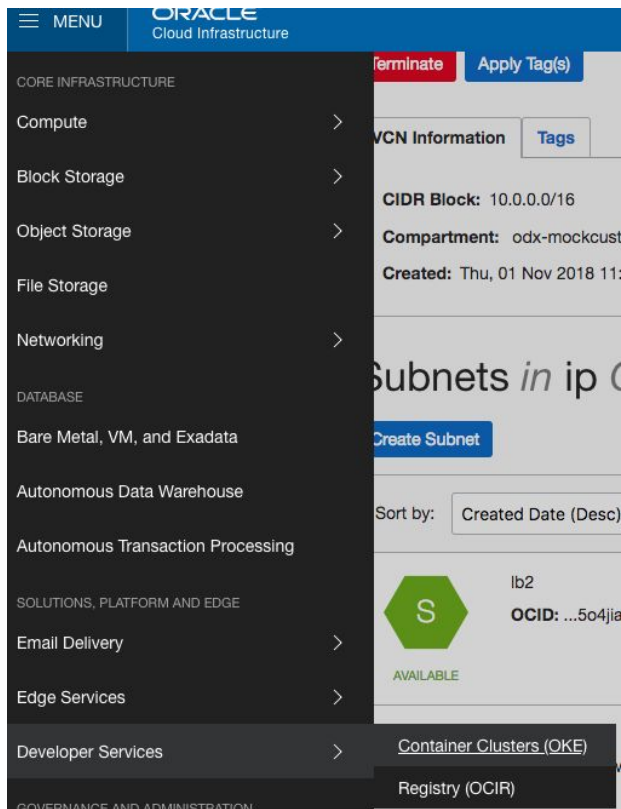 MENU
ORACLE
Cloud Infrastructure
CORE INFRASTRUCTURE
Compute
Block Storage
Object Storage
File Storage
Networking
DATABASE
Bare Metal, VM, and Exadata
Autonomous Data Warehouse
Autonomous Transaction Processing
SOLUTIONS, PLATFORM AND EDGE
Email Delivery
Edge Services
Developer Services
Container Clusters (OKE)
Registry (OCIR)
GOVERNANCE AND ADMINISTRATION
Terminate
Apply Tag(s)
VCN Information
Tags
CIDR Block: 10.0.0.0/16
Compartment: odx-mockcust
Created: Thu, 01 Nov 2018 11:
Subnets in ip
Create Subnet
Sort by: Created Date (Desc)
S
AVAILABLE
lb2
OCID: ...5o4jia